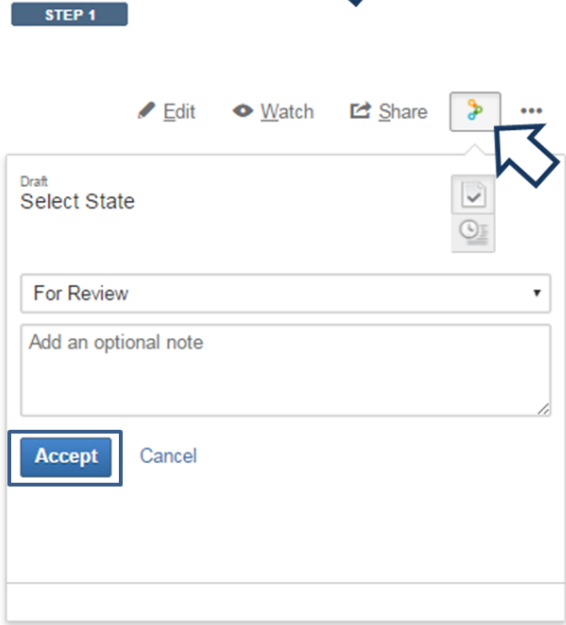 STEP 1
Edit Watch Share
Draft
Select State
For Review
Add an optional note
Accept Cancel